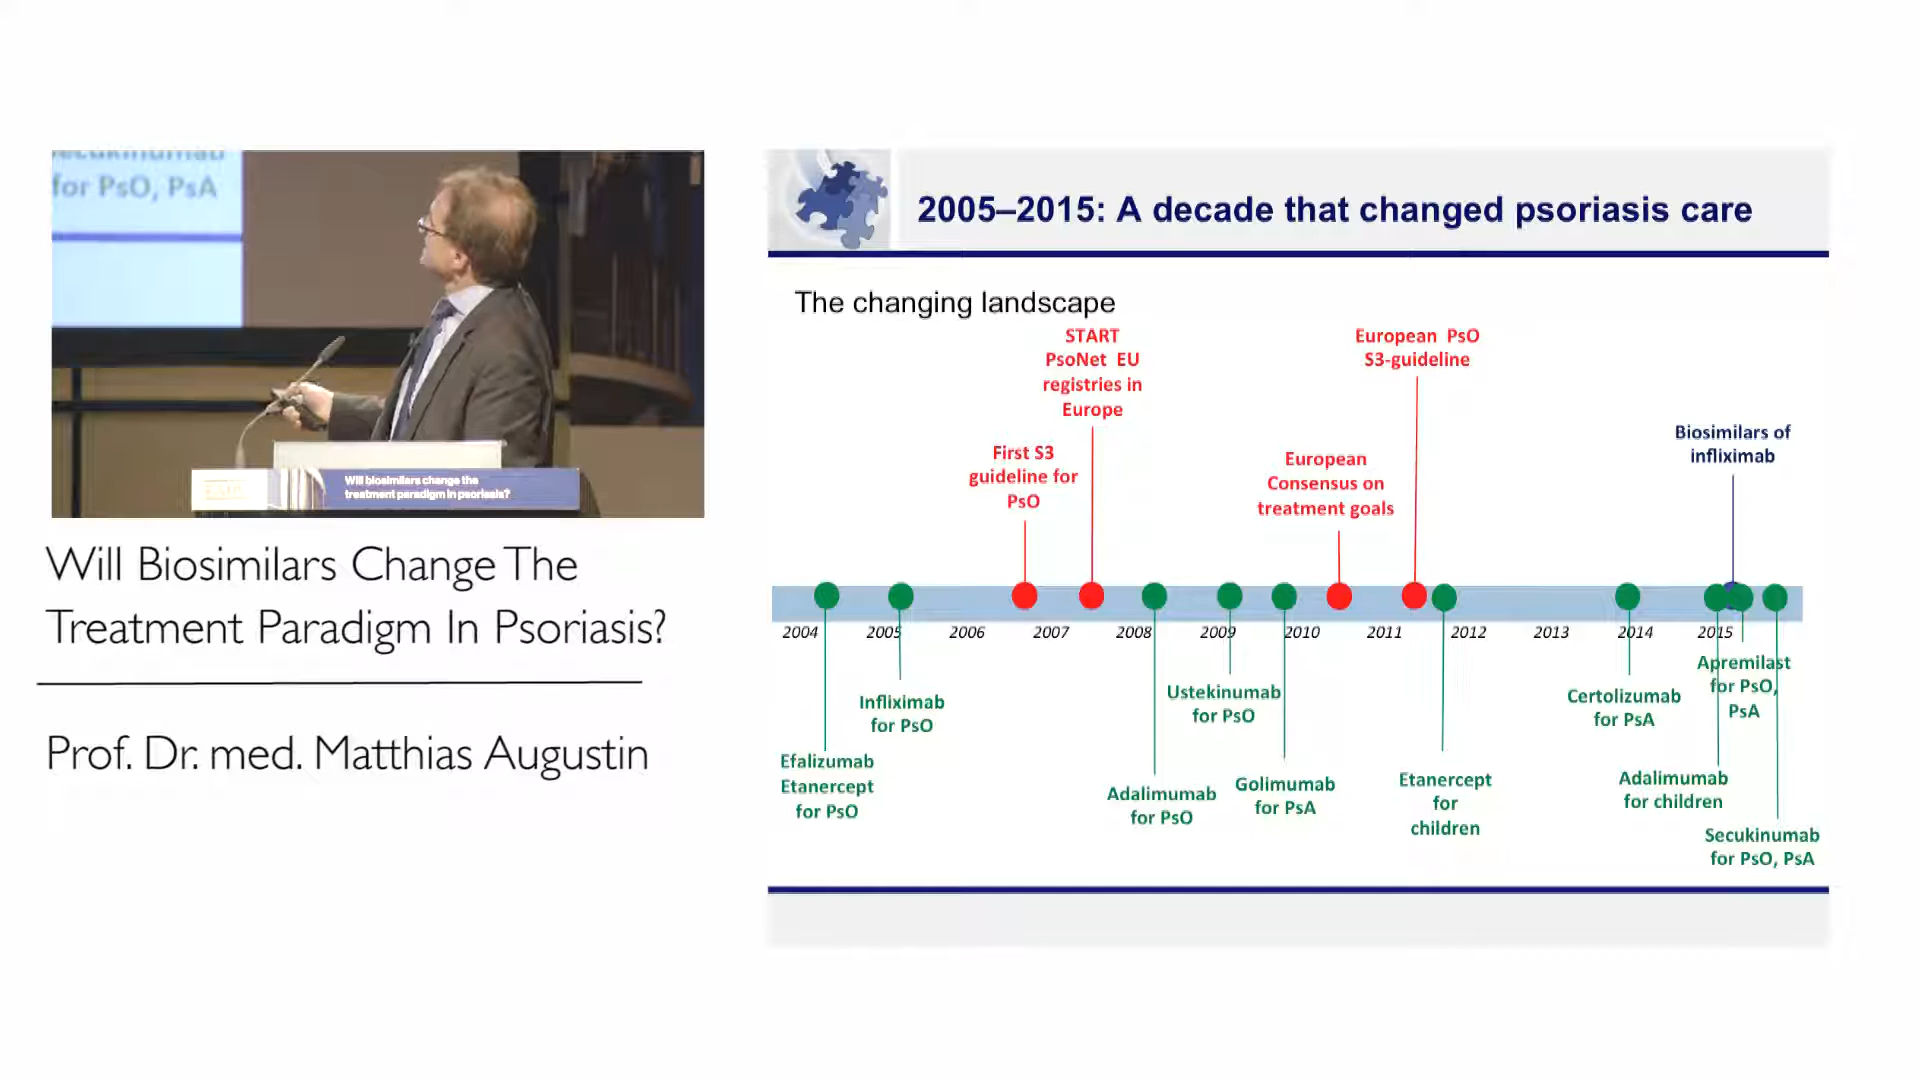 for PsO, PsA
Will biosimilars change the
treatment paradigm in psoriasis?
Will Biosimilars Change The
Treatment Paradigm In Psoriasis?
Prof. Dr. med. Matthias Augustin
2005–2015: A decade that changed psoriasis care
The changing landscape
START
PsoNet EU
registries in
Europe
European PsO
S3-guideline
First S3
guideline for
PsO
European
Consensus on
treatment goals
Biosimilars of
infliximab
2004 2005 2006 2007 2008 2009 2010 2011 2012 2013 2014 2015
Efalizumab
Etanercept
for PsO
Infliximab
for PsO
Adalimumab
for PsO
Ustekinumab
for PsO
Golimumab
for PsA
Etanercept
for
children
Certolizumab
for PsA
Apremilast
for PsO,
PsA
Adalimumab
for children
Secukinumab
for PsO, PsA